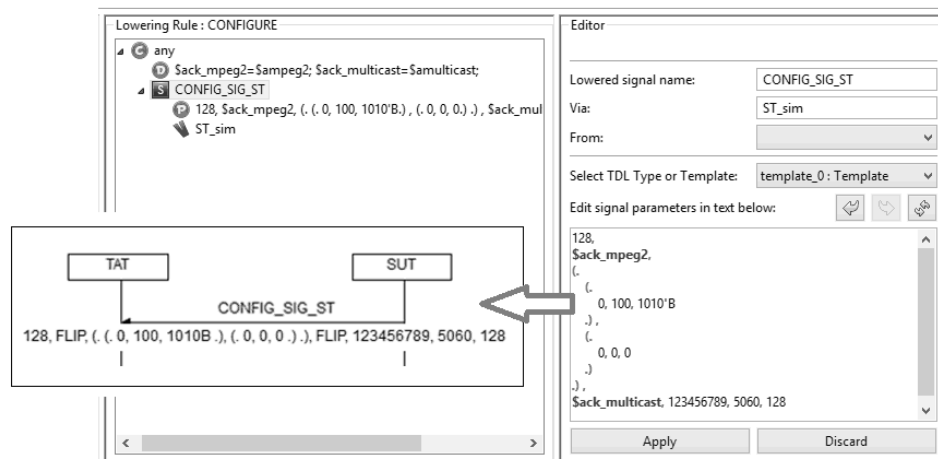 Lowering Rule : CONFIGURE
any
$ack_mpeg2=$ampeg2; $ack_multicast=$amulticast;
CONFIG_SIG_ST
128, $ack_mpeg2, (. (. 0, 100, 1010'B.) , (. 0, 0, 0.) .) , $ack_mul
ST_sim
TAT
SUT
CONFIG_SIG_ST
128, FLIP, (. (. 0, 100, 1010B .), (. 0, 0, 0 .) .), FLIP, 123456789, 5060, 128
Editor
Lowered signal name:
CONFIG_SIG_ST
Via:
ST_sim
From:
Select TDL Type or Template:
template_0 : Template
Edit signal parameters in text below:
128,
$ack_mpeg2,
(.
(.
0, 100, 1010'B
.) ,
(.
0, 0, 0
.)
.) ,
$ack_multicast, 123456789, 5060, 128
Apply
Discard